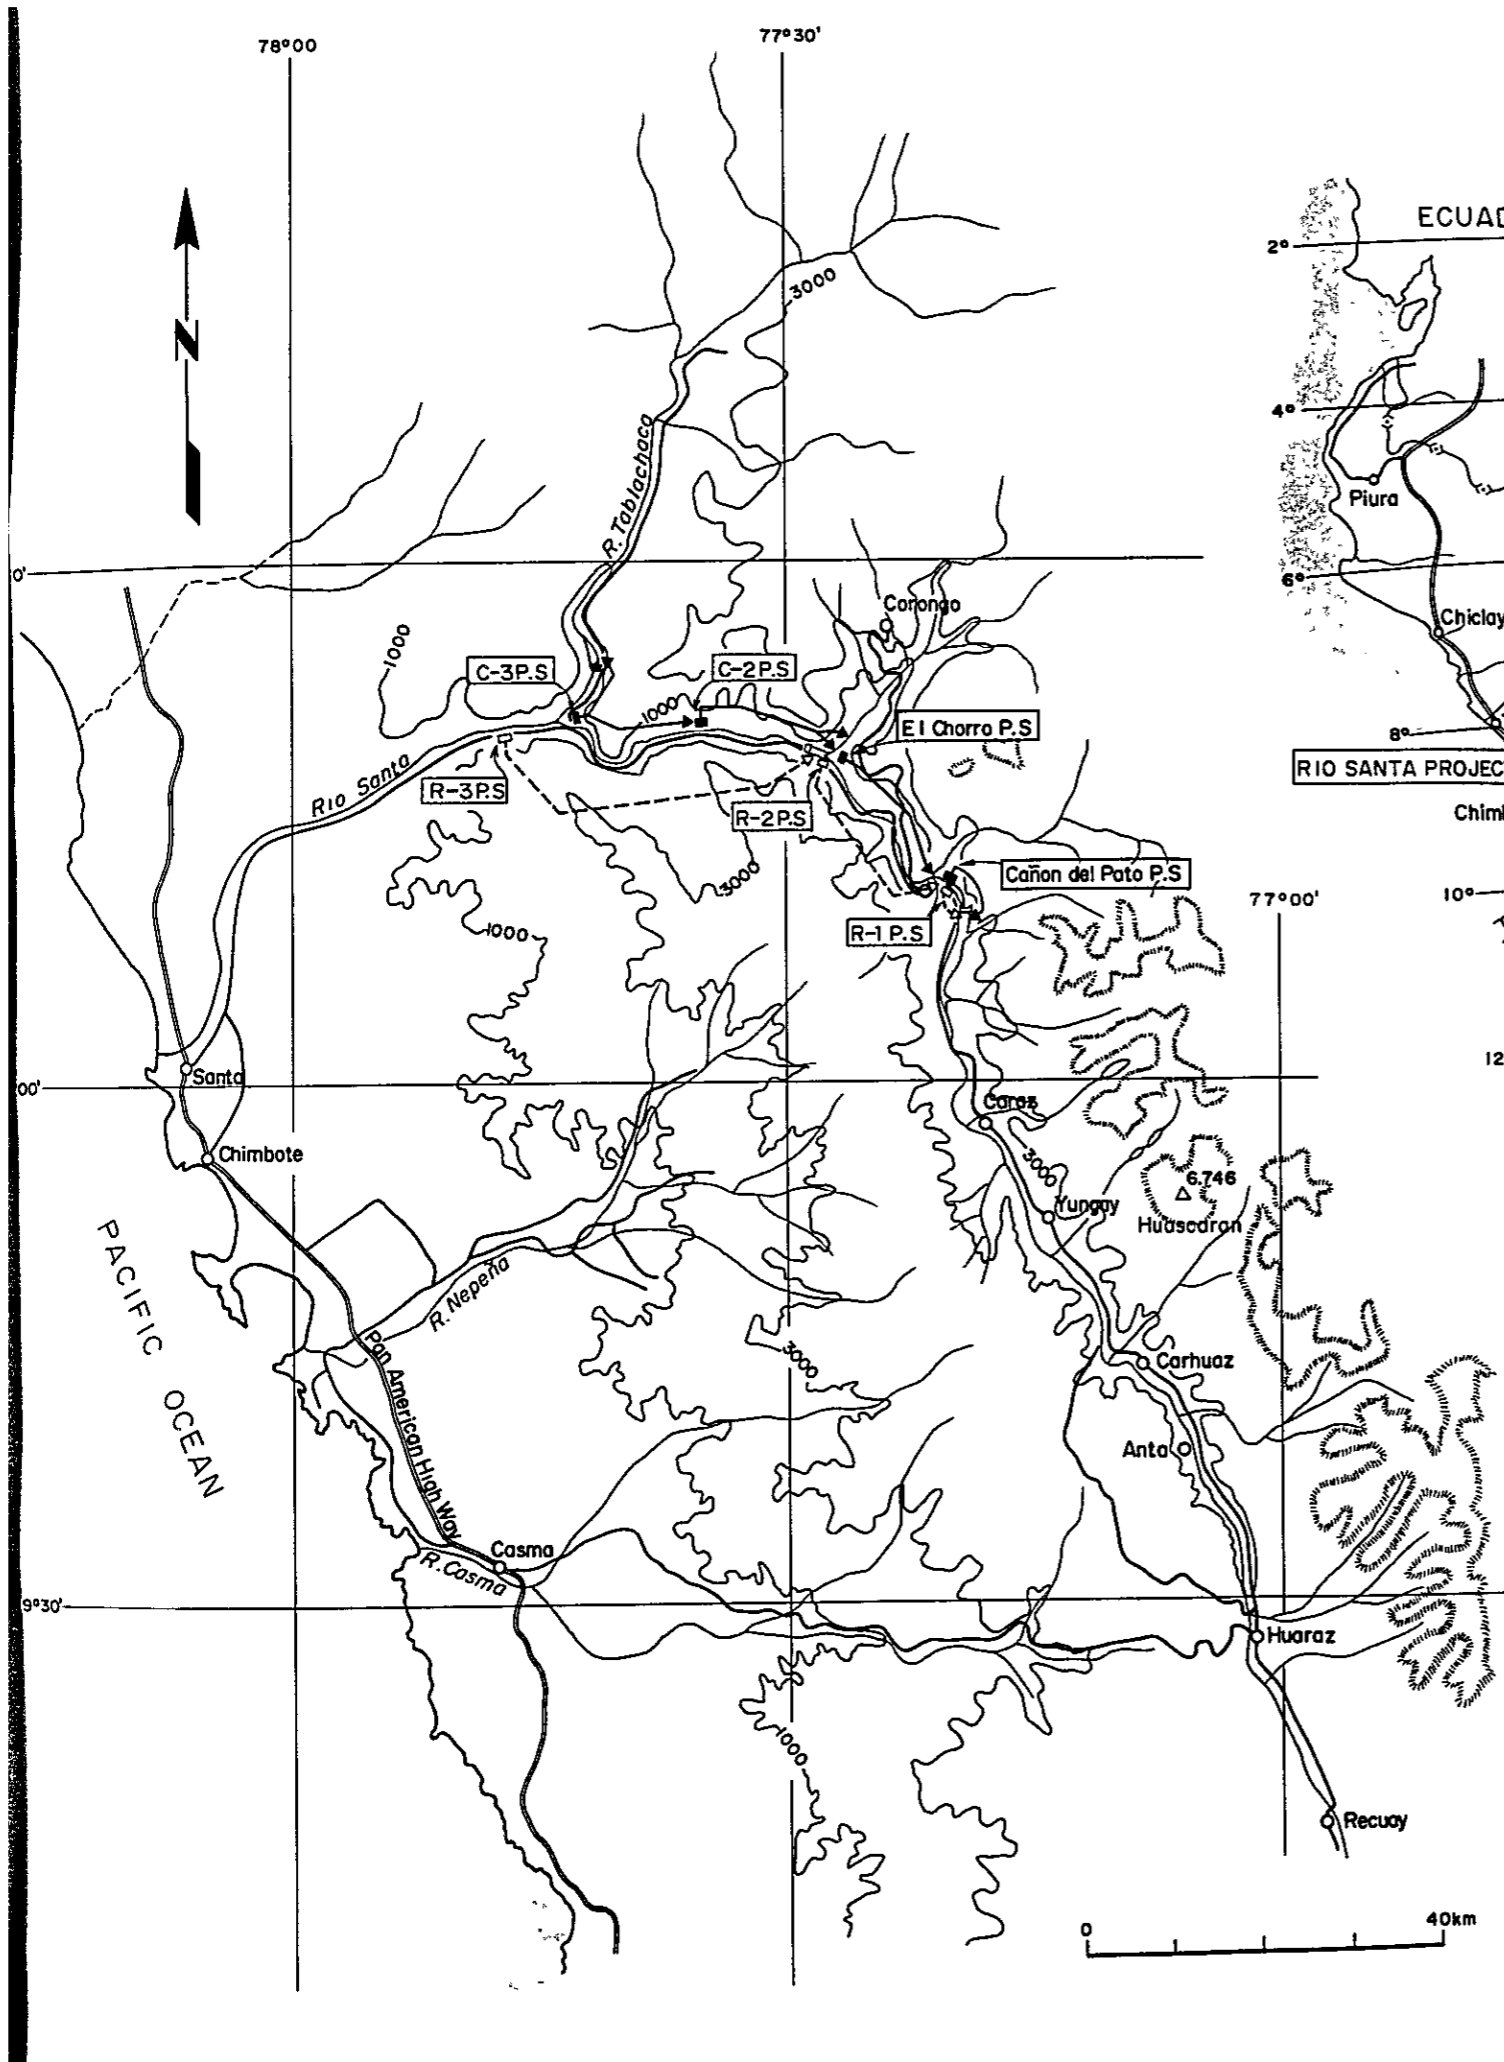 78°00
77°30'
N
3000
R. Tablachaca
ECUAD
2°
4°
Piura
6°
Chiclay
8°
RIO SANTA PROJEC
Chimb
10°
12
0'
Corongo
1000
C-3P.S
C-2P.S
1000
El Chorro P.S
Rio Santa
R-3P.S
R-2P.S
3000
Cañon del Pato P.S
R-1 P.S
77°00'
1000
Santa
00'
Caraz
Chimbote
3000
6.746
Huascaran
Yungay
PACIFIC OCEAN
R. Nepeña
3000
Carhuaz
Pan American High Way
Anta
Casma
R. Casma
9°30'
Huaraz
1000
Recuay
0
40km